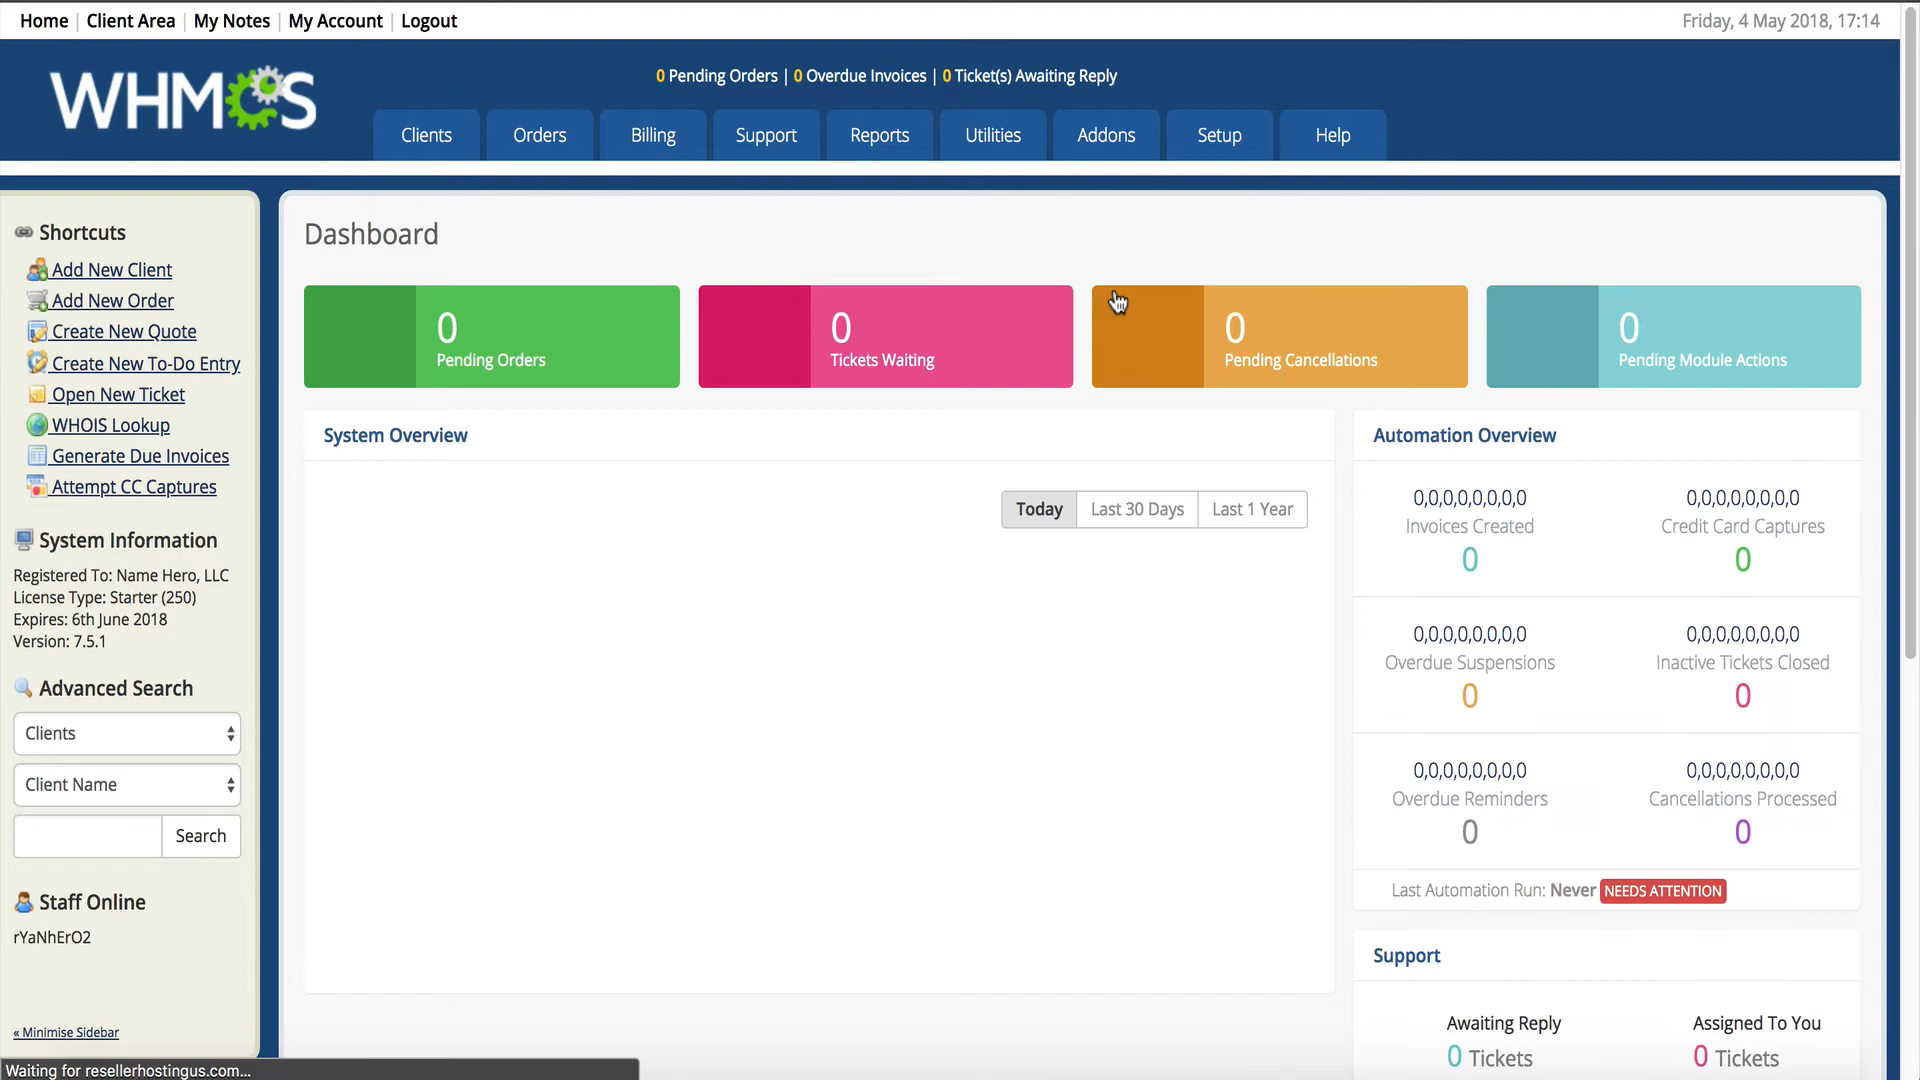 Home | Client Area | My Notes | My Account | Logout
Friday, 4 May 2018, 17:14
WHMCS
0 Pending Orders | 0 Overdue Invoices | 0 Ticket(s) Awaiting Reply
Clients Orders Billing Support Reports Utilities Addons Setup Help
Shortcuts
Add New Client
Add New Order
Create New Quote
Create New To-Do Entry
Open New Ticket
WHOIS Lookup
Generate Due Invoices
Attempt CC Captures
System Information
Registered To: Name Hero, LLC
License Type: Starter (250)
Expires: 6th June 2018
Version: 7.5.1
Advanced Search
Clients
Client Name
Search
Staff Online
rYaNhErO2
« Minimise Sidebar
Dashboard
0
Pending Orders
0
Tickets Waiting
0
Pending Cancellations
0
Pending Module Actions
System Overview
Today Last 30 Days Last 1 Year
Automation Overview
0,0,0,0,0,0,0,0
Invoices Created
0
0,0,0,0,0,0,0,0
Credit Card Captures
0
0,0,0,0,0,0,0,0
Overdue Suspensions
0
0,0,0,0,0,0,0,0
Inactive Tickets Closed
0
0,0,0,0,0,0,0,0
Overdue Reminders
0
0,0,0,0,0,0,0,0
Cancellations Processed
0
Last Automation Run: Never NEEDS ATTENTION
Support
Awaiting Reply
0 Tickets
Assigned To You
0 Tickets
Waiting for resellerhostingus.com...